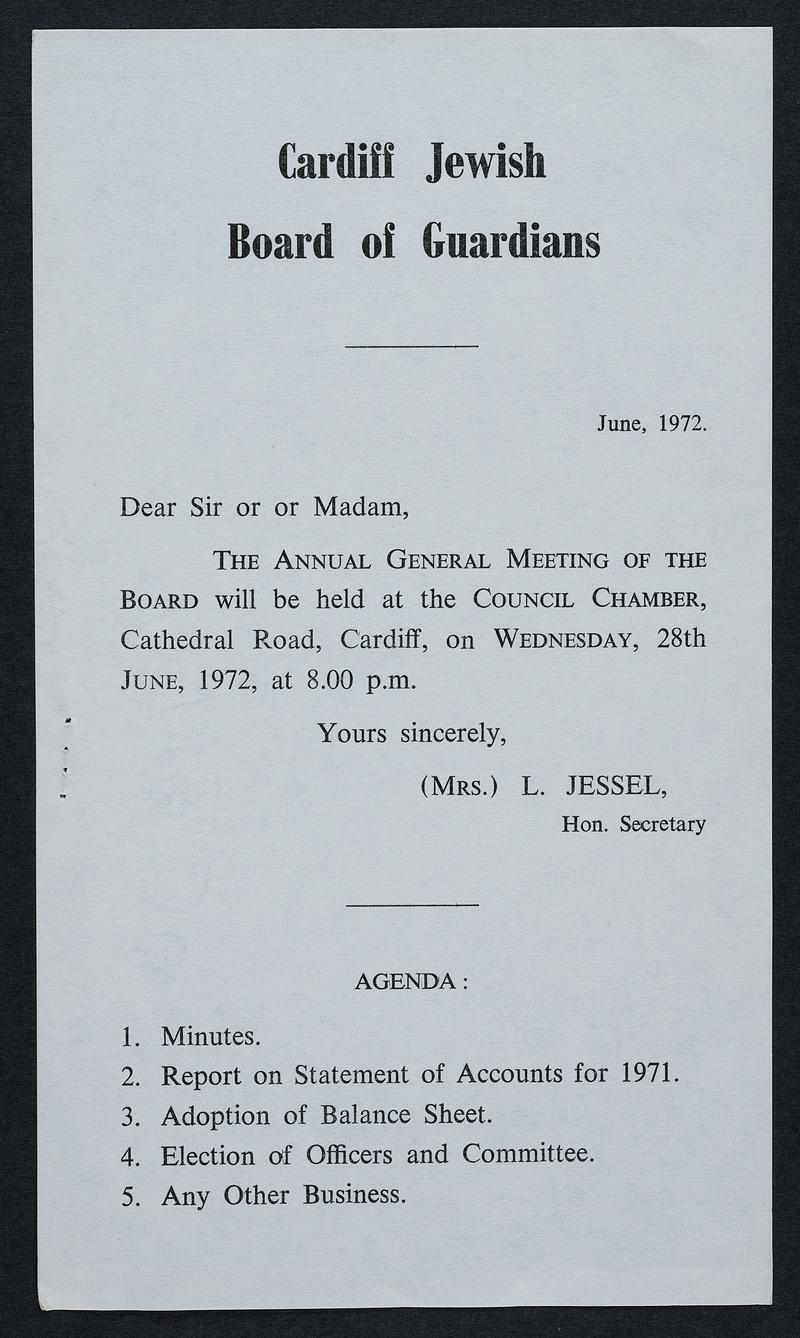 Cardiff Jewish
Board of Guardians
June, 1972.
Dear Sir or or Madam,
THE ANNUAL GENERAL MEETING OF THE
BOARD will be held at the COUNCIL CHAMBER,
Cathedral Road, Cardiff, on WEDNESDAY, 28th
JUNE, 1972, at 8.00 p.m.
Yours sincerely,
(MRS.) L. JESSEL,
Hon. Secretary
AGENDA :
1. Minutes.
2. Report on Statement of Accounts for 1971.
3. Adoption of Balance Sheet.
4. Election of Officers and Committee.
5. Any Other Business.